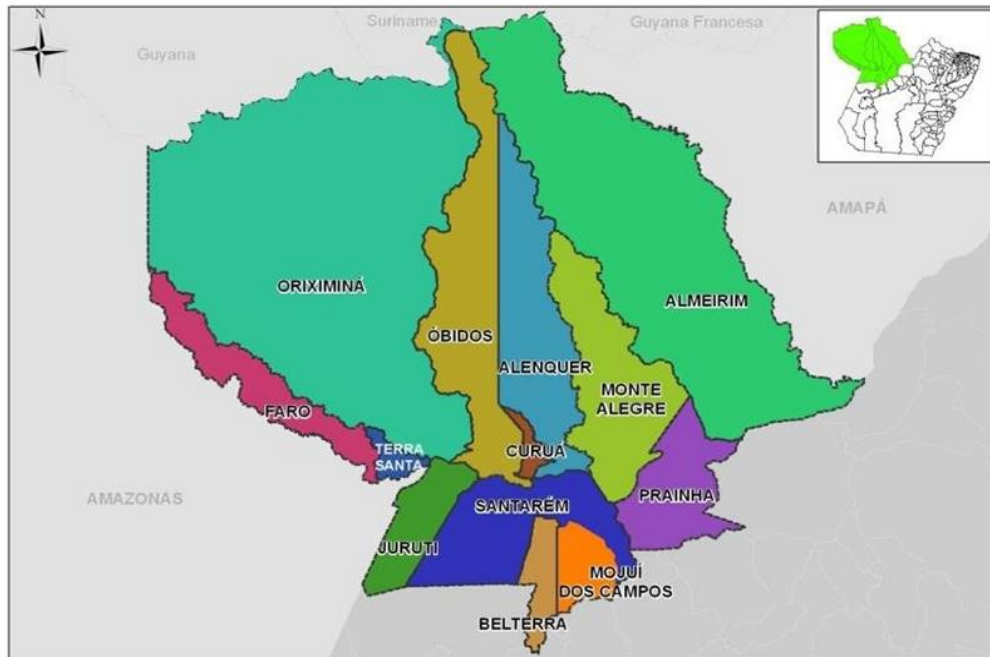 N
Suriname
Guyana Francesa
Guyana
AMAPÁ
ORIXIMINÁ
ALMEIRIM
ÓBIDOS
ALENQUER
MONTE
ALEGRE
FARO
TERRA
SANTA
CURUÁ
AMAZONAS
PRAINHA
SANTARÉM
JURUTI
MOJUÍ
DOS CAMPOS
BELTERRA